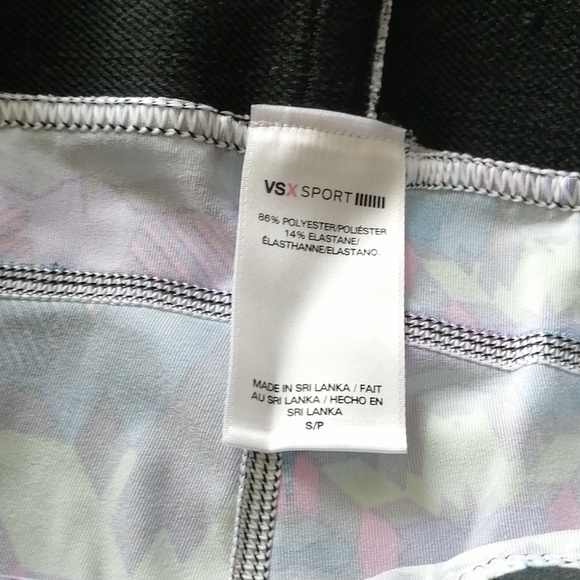 VSX SPORT
86% POLYESTER/POLIÉSTER
14% ELASTANE/
ÉLASTHANNE/ELASTANO.
MADE IN SRI LANKA / FAIT
AU SRI LANKA / HECHO EN
SRI LANKA
S/P